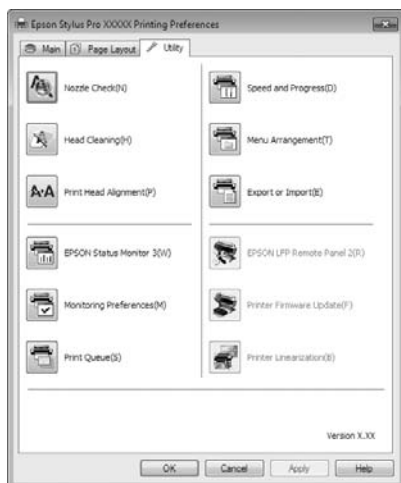 Epson Stylus Pro XXXXX Printing Preferences
Main
Page Layout
Utility
Nozzle Check(N)
Head Cleaning(H)
A·A
Print Head Alignment(P)
EPSON Status Monitor 3(W)
Monitoring Preferences(M)
Print Queue(S)
Speed and Progress(D)
Menu Arrangement(T)
Export or Import(E)
EPSON LFP Remote Panel 2(R)
Printer Firmware Update(F)
Printer Linearization(B)
Version X.XX
OK
Cancel
Apply
Help